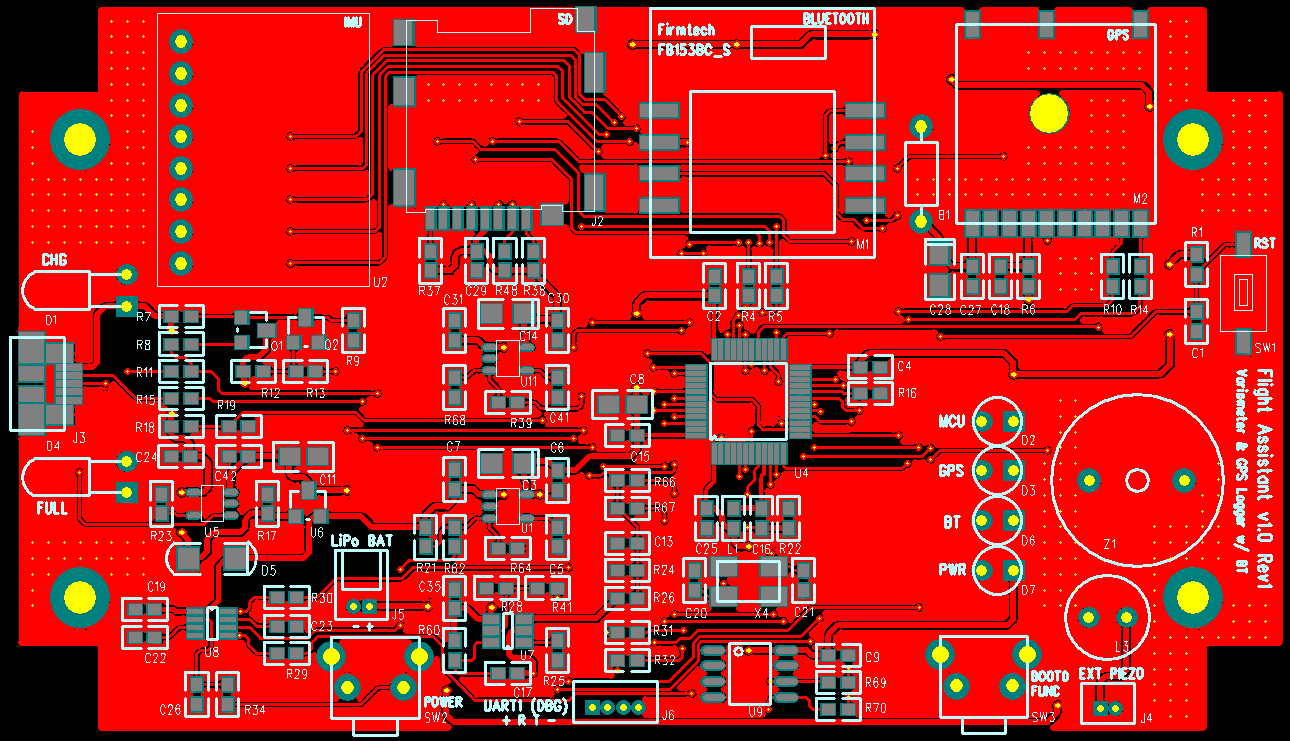 IMU
SD
BLUETOOTH
Firmtech
FB153BC_S
GPS
J2
M1
B1
M2
U2
R1
RST
CHG
D1
R37
C29
R48
R38
C2
R4
R5
C28
C27
C18
R6
R10
R14
C1
SW1
R7
R8
Q1
Q2
R9
C31
C30
C14
U11
R11
R12
R13
R15
R19
R18
J3
D4
R68
R39
C41
C8
C15
U4
C4
R16
C24
C42
C11
C7
C6
C3
U1
FULL
R23
U5
R17
U6
R66
R67
MCU
D2
GPS
D3
BT
D6
PWR
D7
Z1
Flight Assistant v1.0 Rev1
Variometer & GPS Logger w/ BT
LiPo BAT
D5
R21
R62
R64
C5
C13
R24
R26
C25
L1
C16
R22
C20
X4
C21
C19
C22
U8
R30
C23
R29
J5
- +
C35
R28
R41
R60
U7
R25
C17
R31
R32
C26
R34
POWER
SW2
UART1 (DBG)
+ R T -
J6
U9
C9
R69
R70
BOOT0
FUNC
SW3
L3
EXT PIEZO
J4